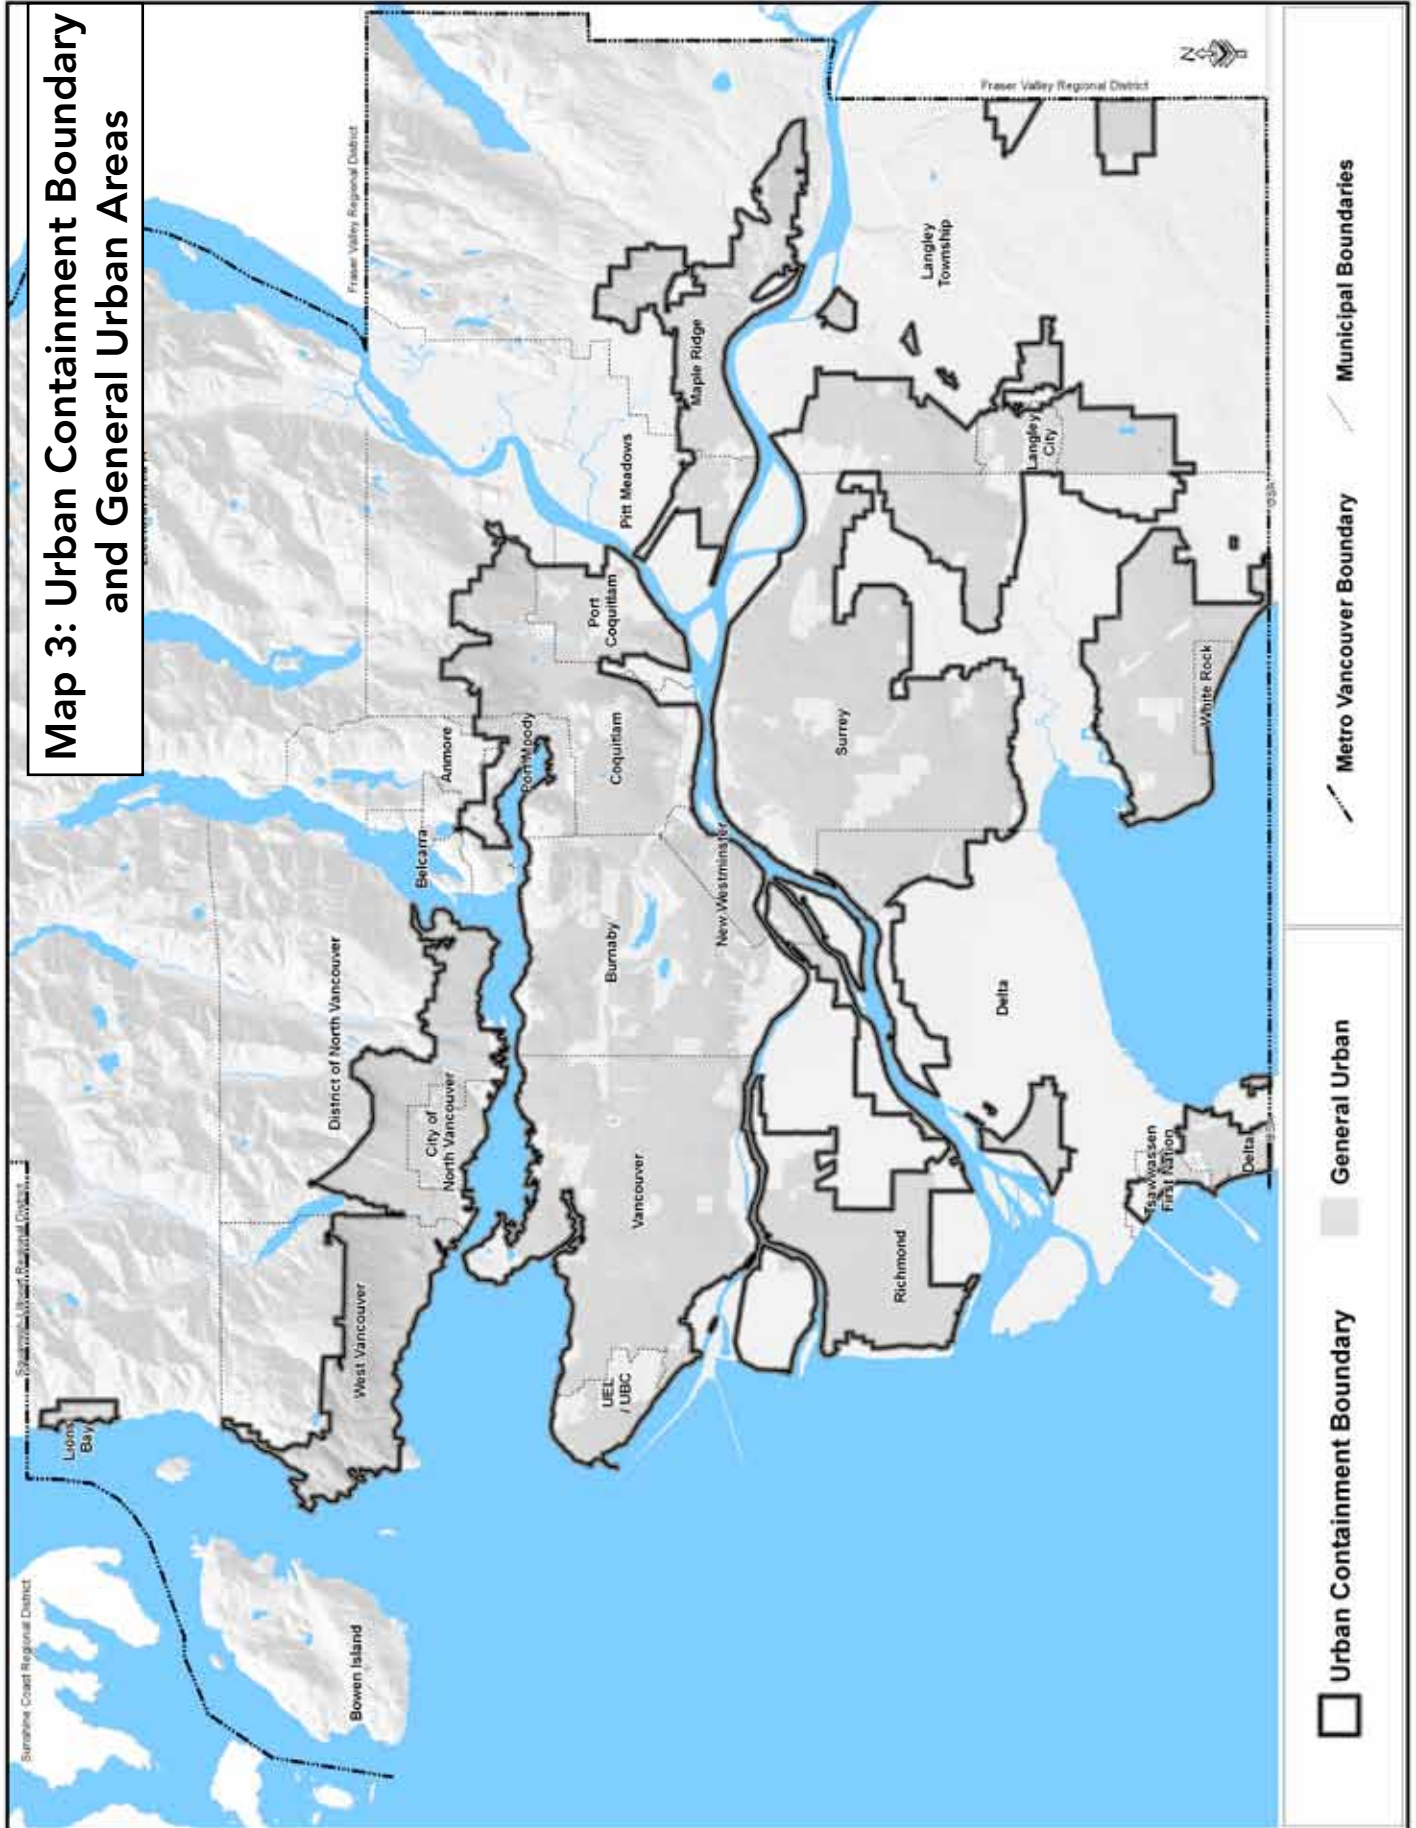 Map 3: Urban Containment Boundary
and General Urban Areas
Sunshine Coast Regional District
Fraser Valley Regional District
Fraser Valley Regional District
N
Lions
Bay
Bowen Island
West Vancouver
District of North Vancouver
City of
North Vancouver
Belcarra
Anmore
Port Moody
Coquitlam
Port
Coquitlam
Pitt Meadows
Maple Ridge
UEL
/ UBC
Vancouver
Burnaby
New Westminster
Richmond
Surrey
Delta
Langley
Township
Langley
City
White Rock
Tsawwassen
First Nation
Delta
USA
Urban Containment Boundary
General Urban
Metro Vancouver Boundary
Municipal Boundaries